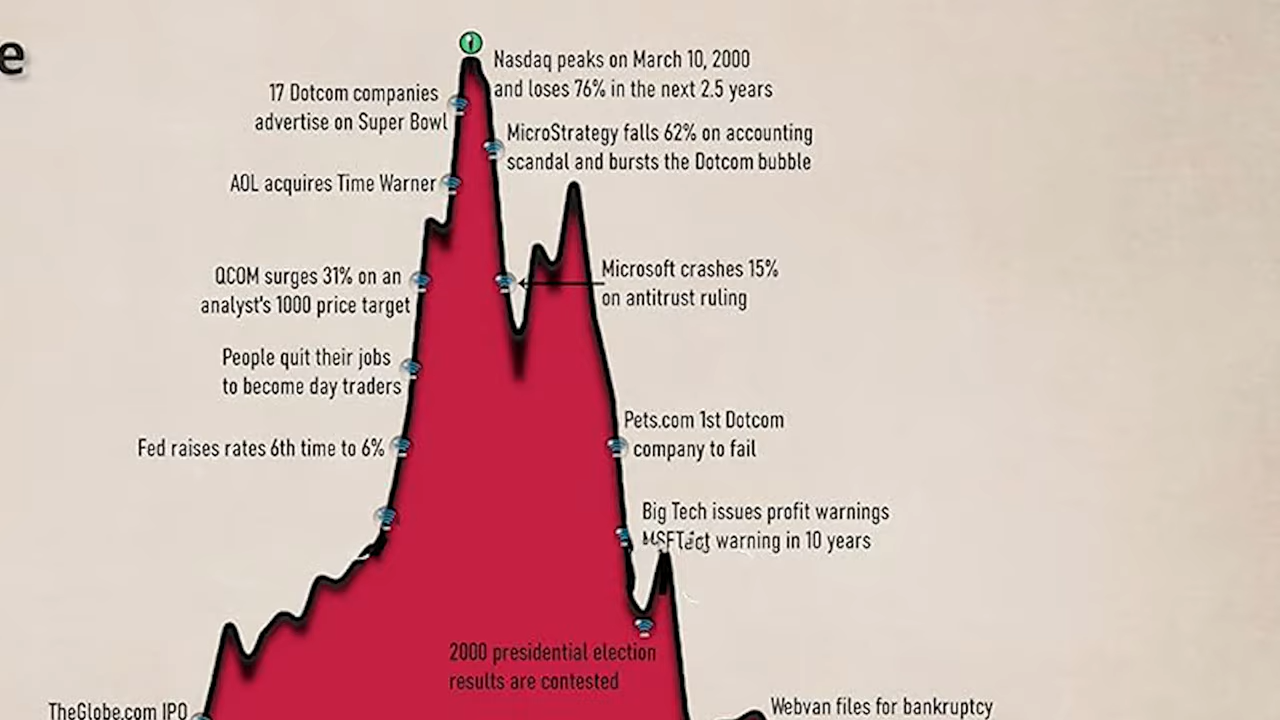 e
Nasdaq peaks on March 10, 2000
and loses 76% in the next 2.5 years
17 Dotcom companies
advertise on Super Bowl
MicroStrategy falls 62% on accounting
scandal and bursts the Dotcom bubble
AOL acquires Time Warner
QCOM surges 31% on an
analyst's 1000 price target
Microsoft crashes 15%
on antitrust ruling
People quit their jobs
to become day traders
Fed raises rates 6th time to 6%
Pets.com 1st Dotcom
company to fail
Big Tech issues profit warnings
MSFT warning in 10 years
2000 presidential election
results are contested
TheGlobe.com IPO
Webvan files for bankruptcy